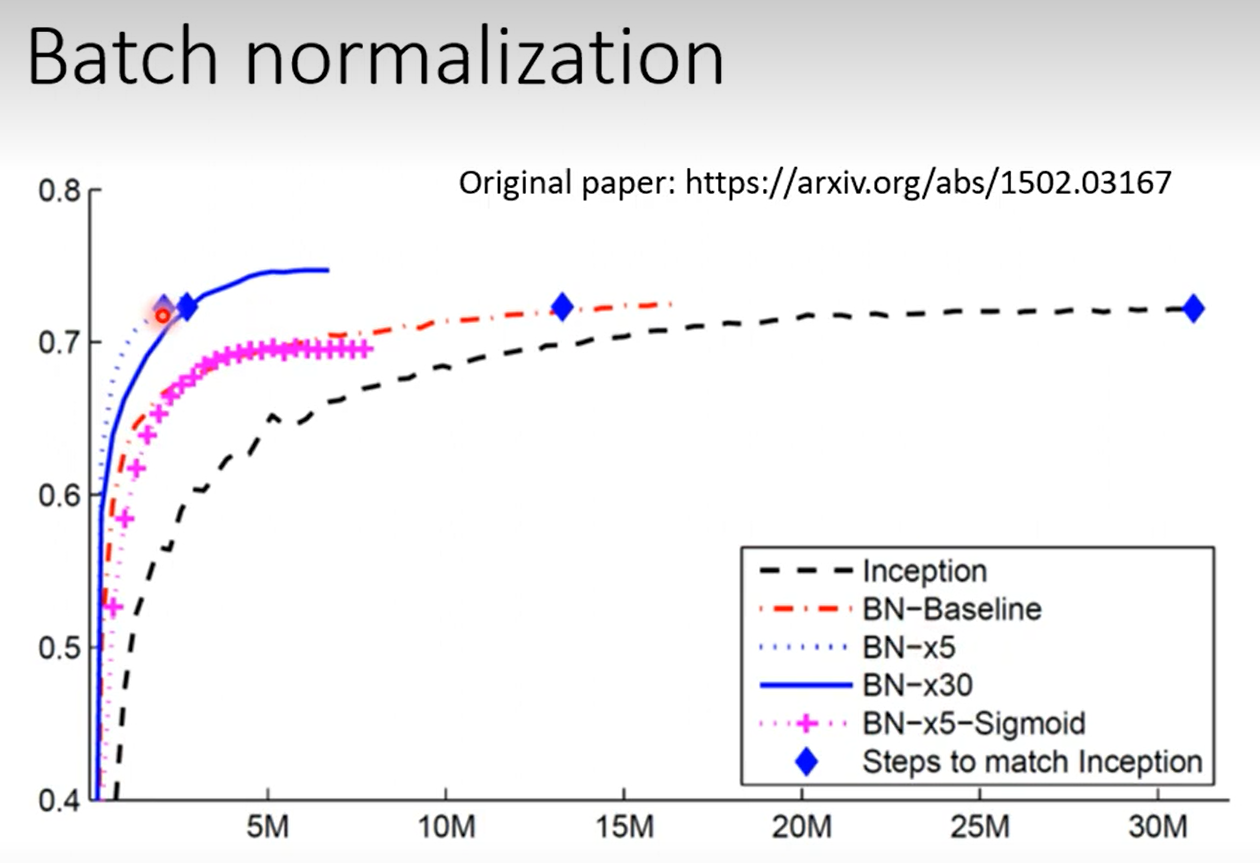 Batch normalization
Original paper: https://arxiv.org/abs/1502.03167
0.8
0.7
0.6
0.5
0.4
5M
10M
15M
20M
25M
30M
Inception
BN-Baseline
BN-x5
BN-x30
BN-x5-Sigmoid
Steps to match Inception